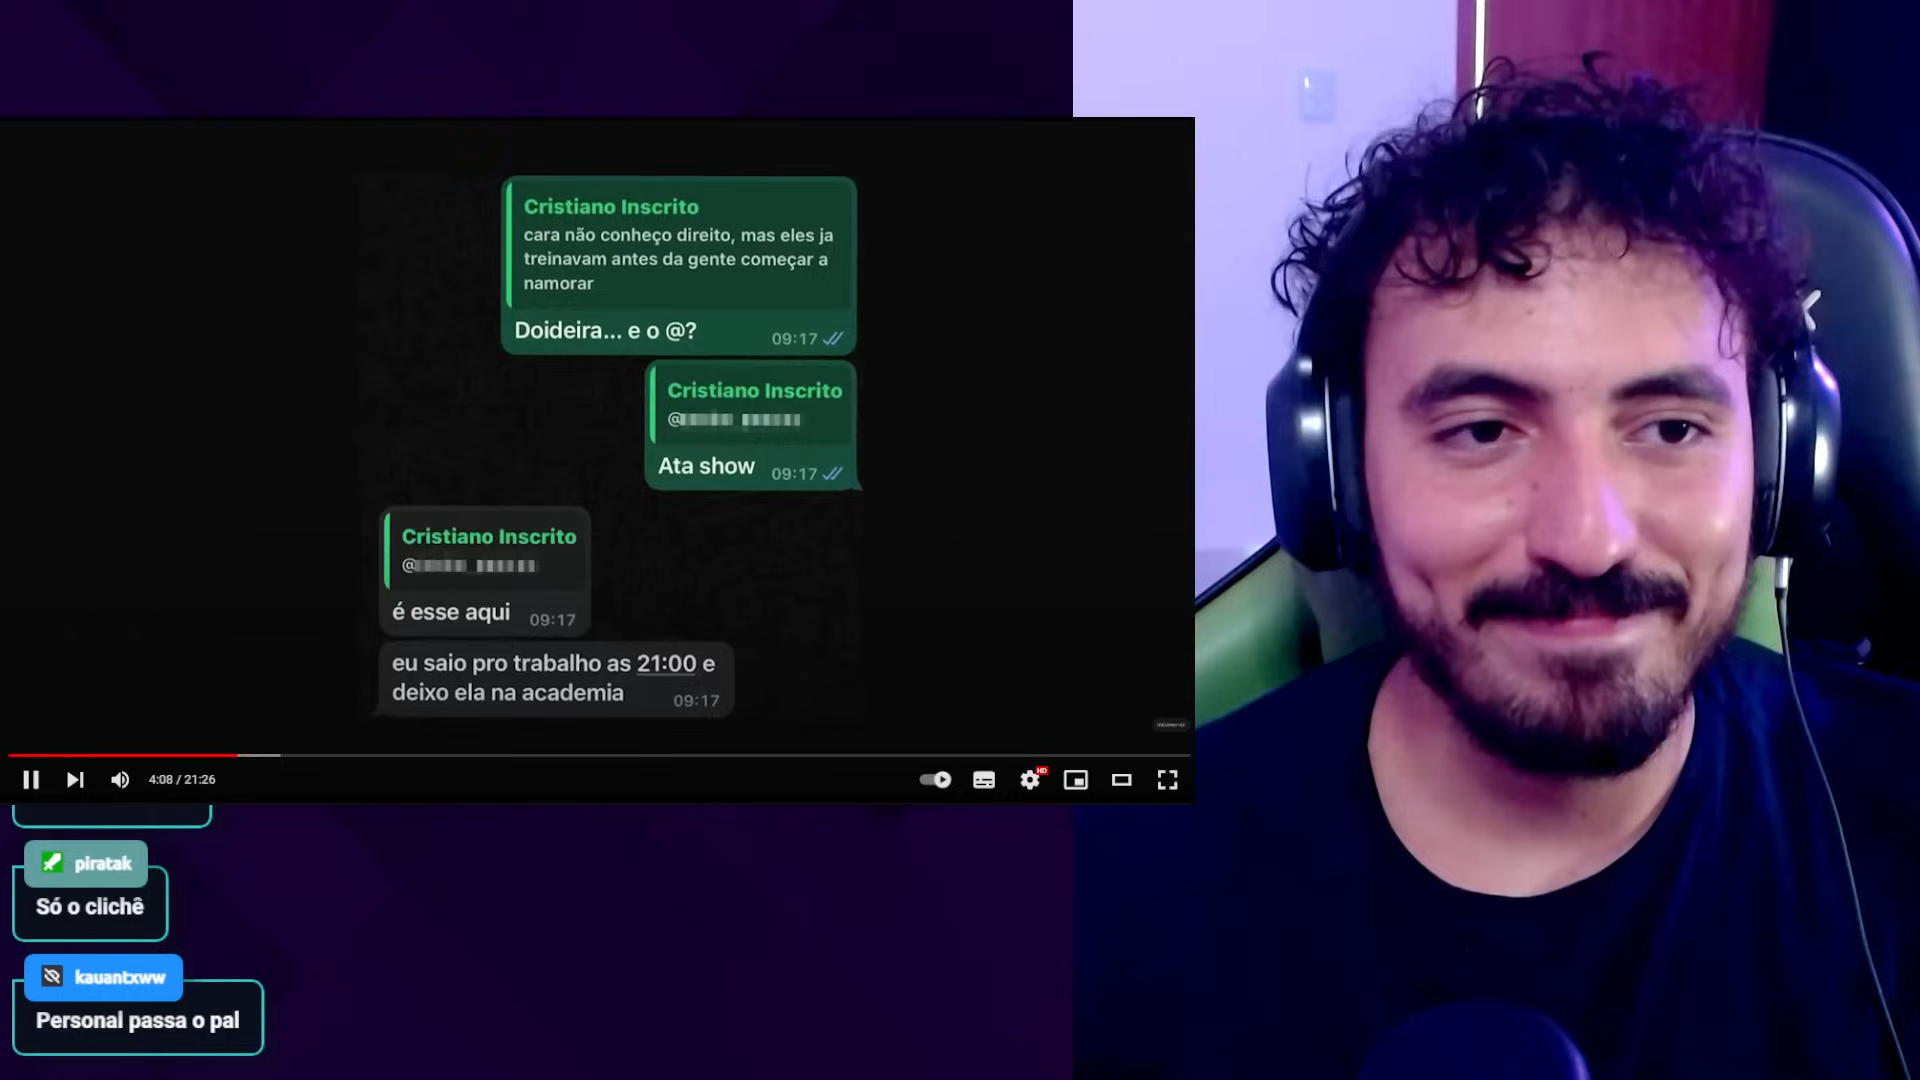 Cristiano Inscrito
cara não conheço direito, mas eles ja
treinavam antes da gente começar a
namorar
Doideira... e o @?
09:17
Cristiano Inscrito
@
Ata show
09:17
Cristiano Inscrito
@
é esse aqui
09:17
eu saio pro trabalho as 21:00 e
deixo ela na academia
09:17
4:08 / 21:26
HD
piratak
Só o clichê
kauantxww
Personal passa o pal